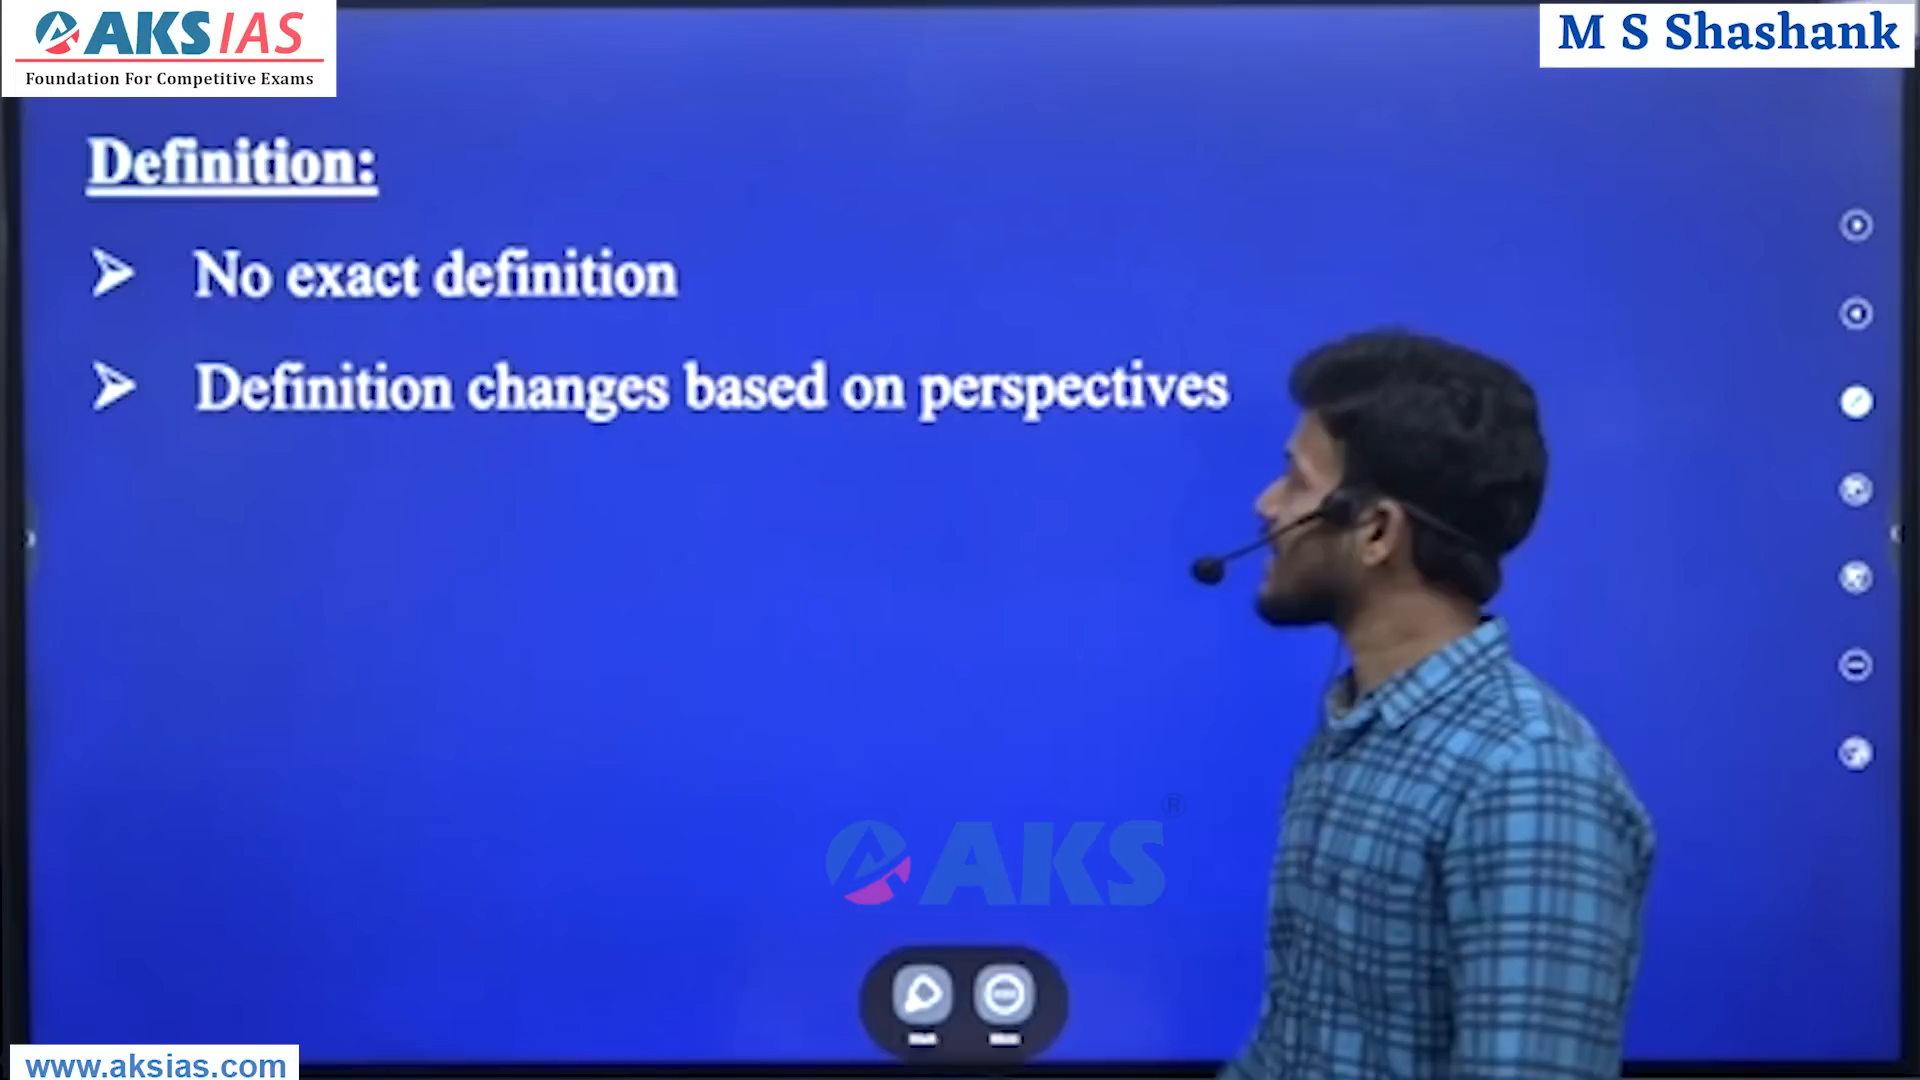 AKS IAS
Foundation For Competitive Exams
M S Shashank
Definition:
➢ No exact definition
➢ Definition changes based on perspectives
AKS®
www.aksias.com